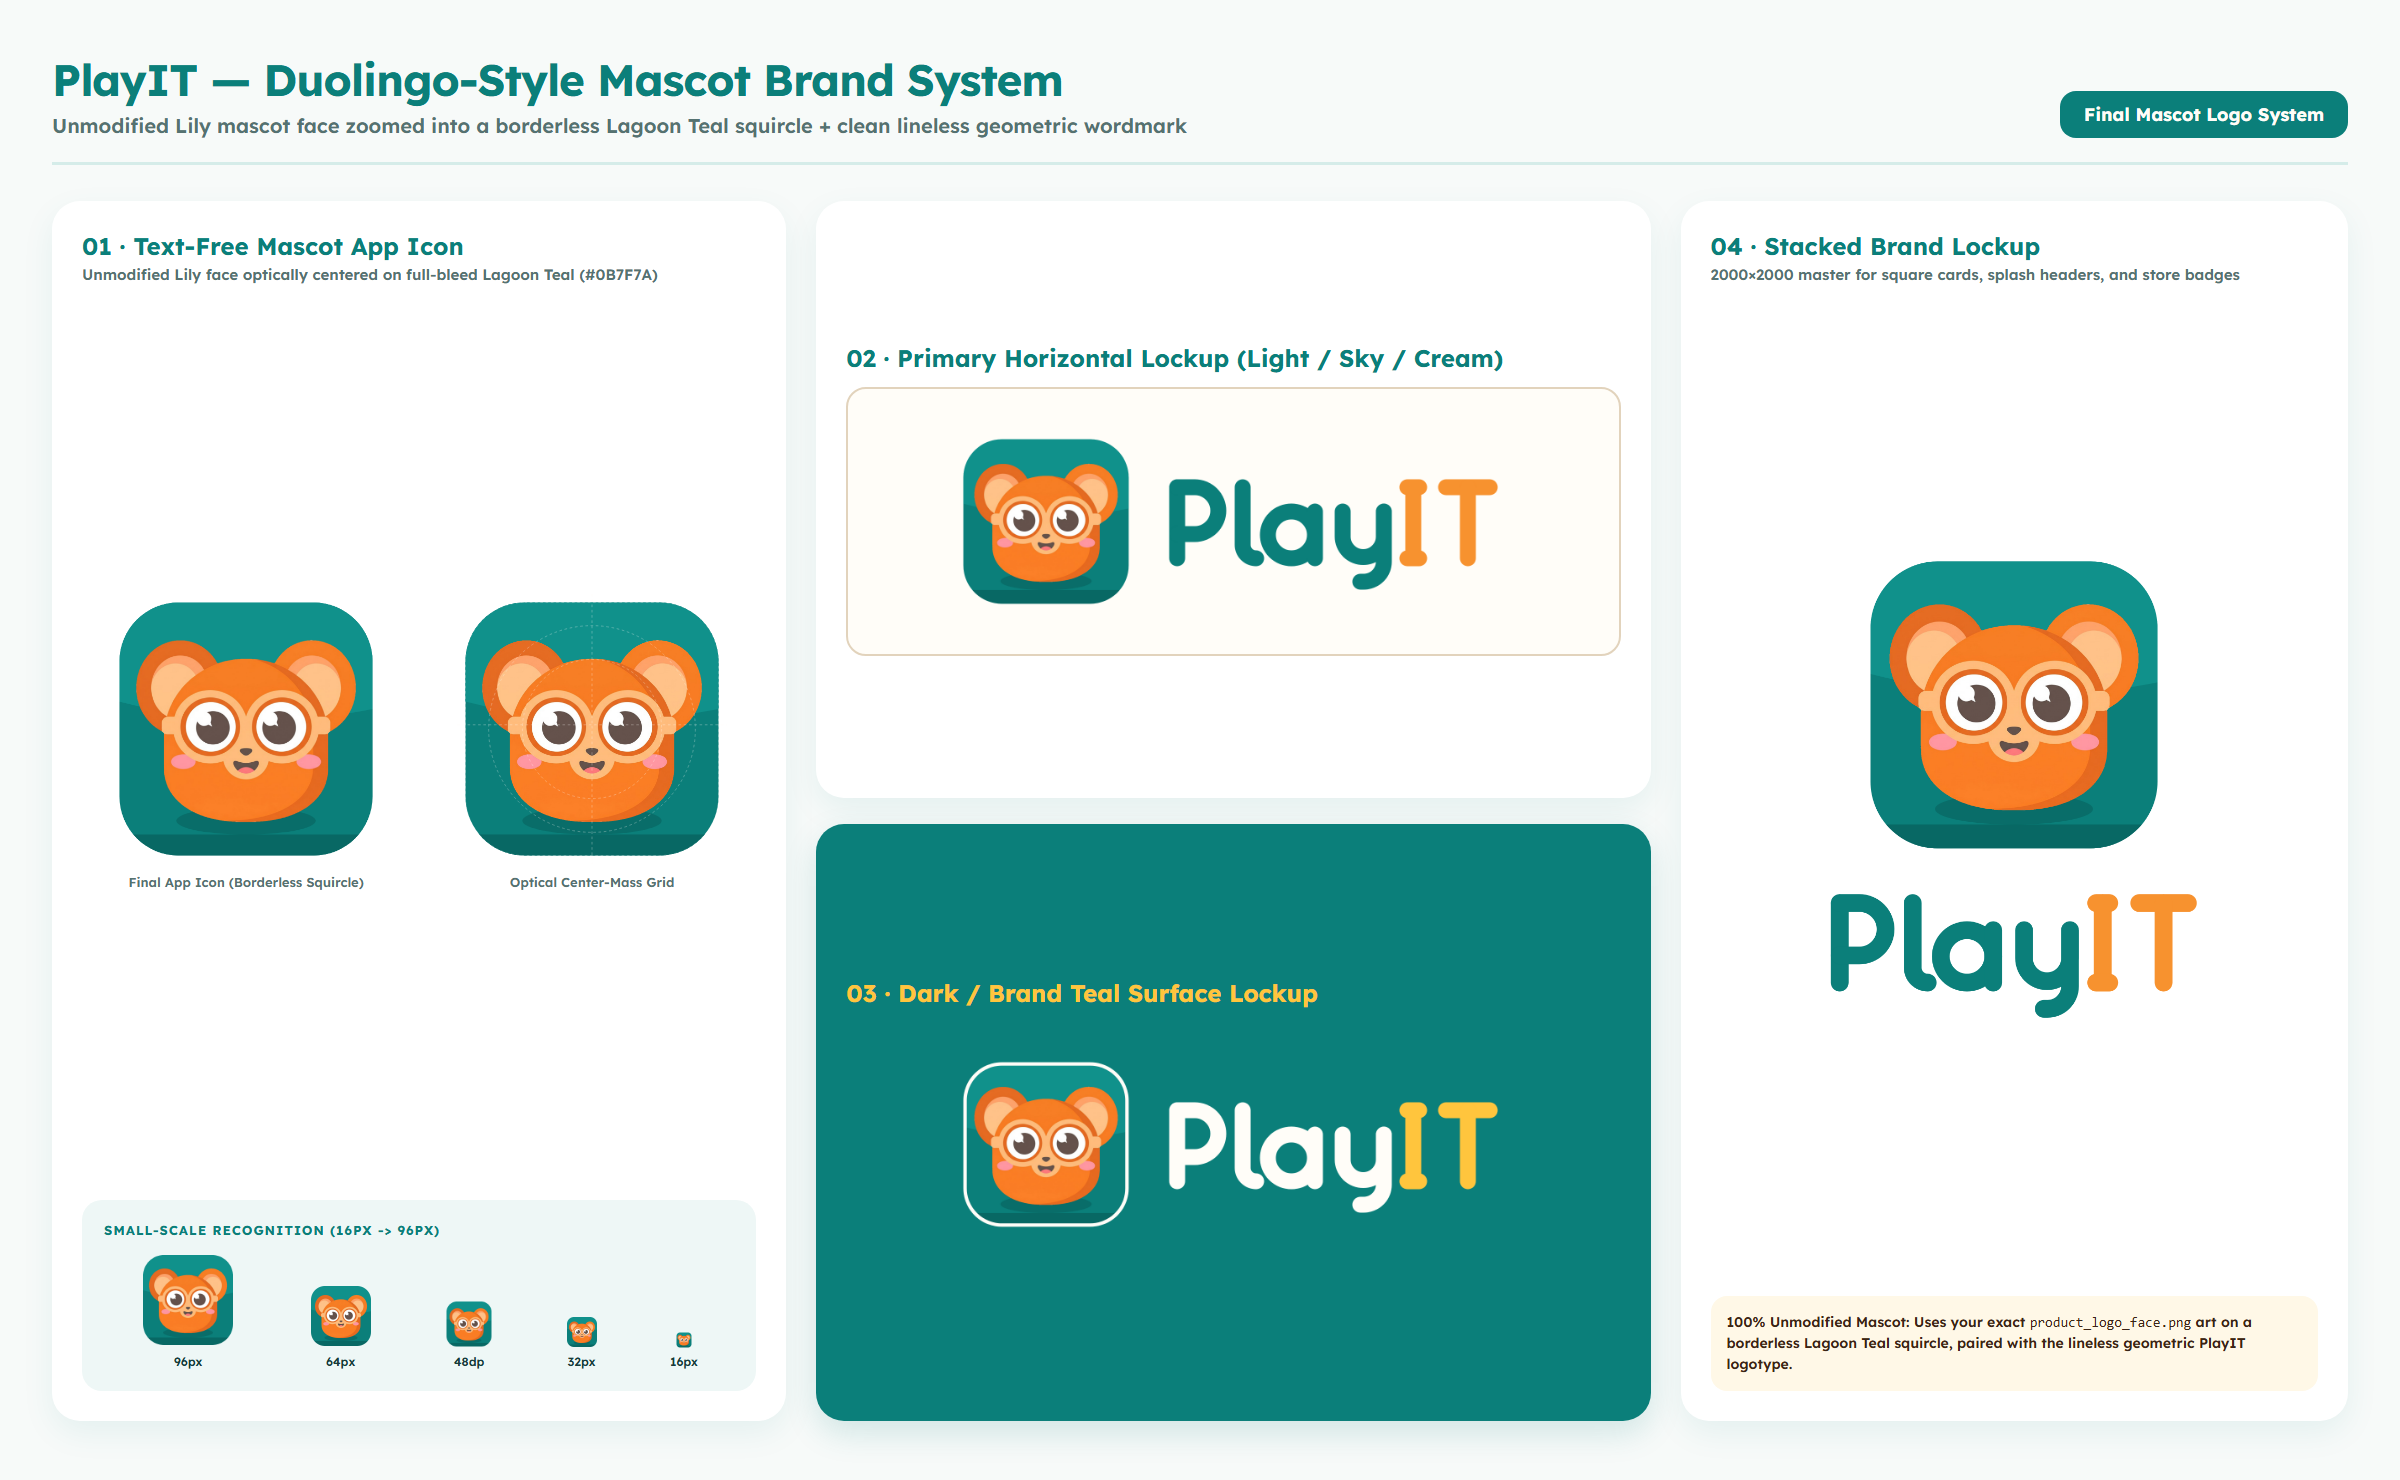 PlayIT — Duolingo-Style Mascot Brand System
Unmodified Lily mascot face zoomed into a borderless Lagoon Teal squircle + clean lineless geometric wordmark
Final Mascot Logo System
01 · Text-Free Mascot App Icon
Unmodified Lily face optically centered on full-bleed Lagoon Teal (#0B7F7A)
Final App Icon (Borderless Squircle)
Optical Center-Mass Grid
SMALL-SCALE RECOGNITION (16PX -> 96PX)
96px
64px
48dp
32px
16px
02 · Primary Horizontal Lockup (Light / Sky / Cream)
PlayIT
03 · Dark / Brand Teal Surface Lockup
PlayIT
04 · Stacked Brand Lockup
2000×2000 master for square cards, splash headers, and store badges
PlayIT
100% Unmodified Mascot: Uses your exact product_logo_face.png art on a
borderless Lagoon Teal squircle, paired with the lineless geometric PlayIT
logotype.